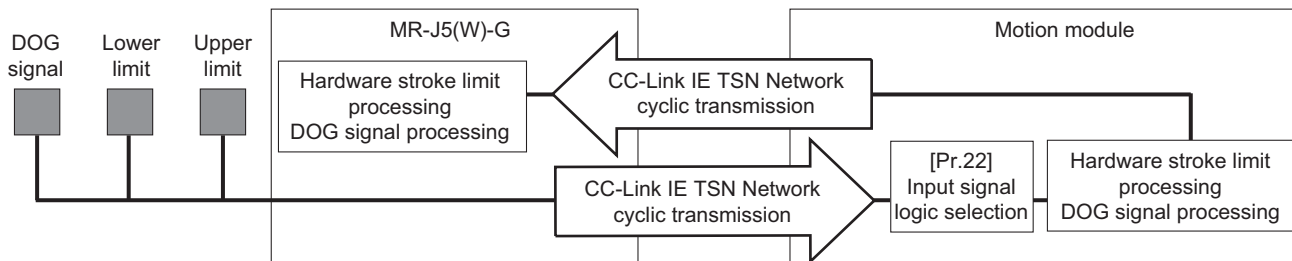 DOG
signal
Lower
limit
Upper
limit
MR-J5(W)-G
Hardware stroke limit
processing
DOG signal processing
CC-Link IE TSN Network
cyclic transmission
Motion module
CC-Link IE TSN Network
cyclic transmission
[Pr.22]
Input signal
logic selection
Hardware stroke limit
processing
DOG signal processing